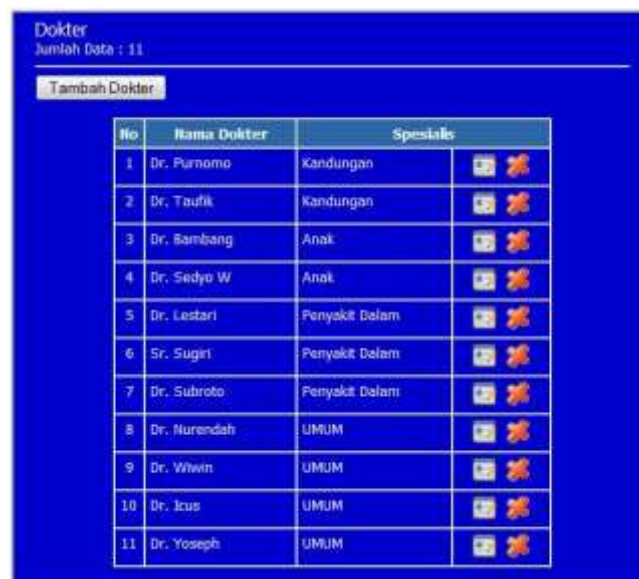 Dokter
Jumlah Data : 11
Tambah Dokter
No Nama Dokter Spesialis
1 Dr. Purnomo Kandungan
2 Dr. Taufik Kandungan
3 Dr. Bambang Anak
4 Dr. Sedyo W Anak
5 Dr. Lestari Penyakit Dalam
6 Sr. Sugiri Penyakit Dalam
7 Dr. Subroto Penyakit Dalam
8 Dr. Nurendah UMUM
9 Dr. Wiwin UMUM
10 Dr. Icus UMUM
11 Dr. Yoseph UMUM